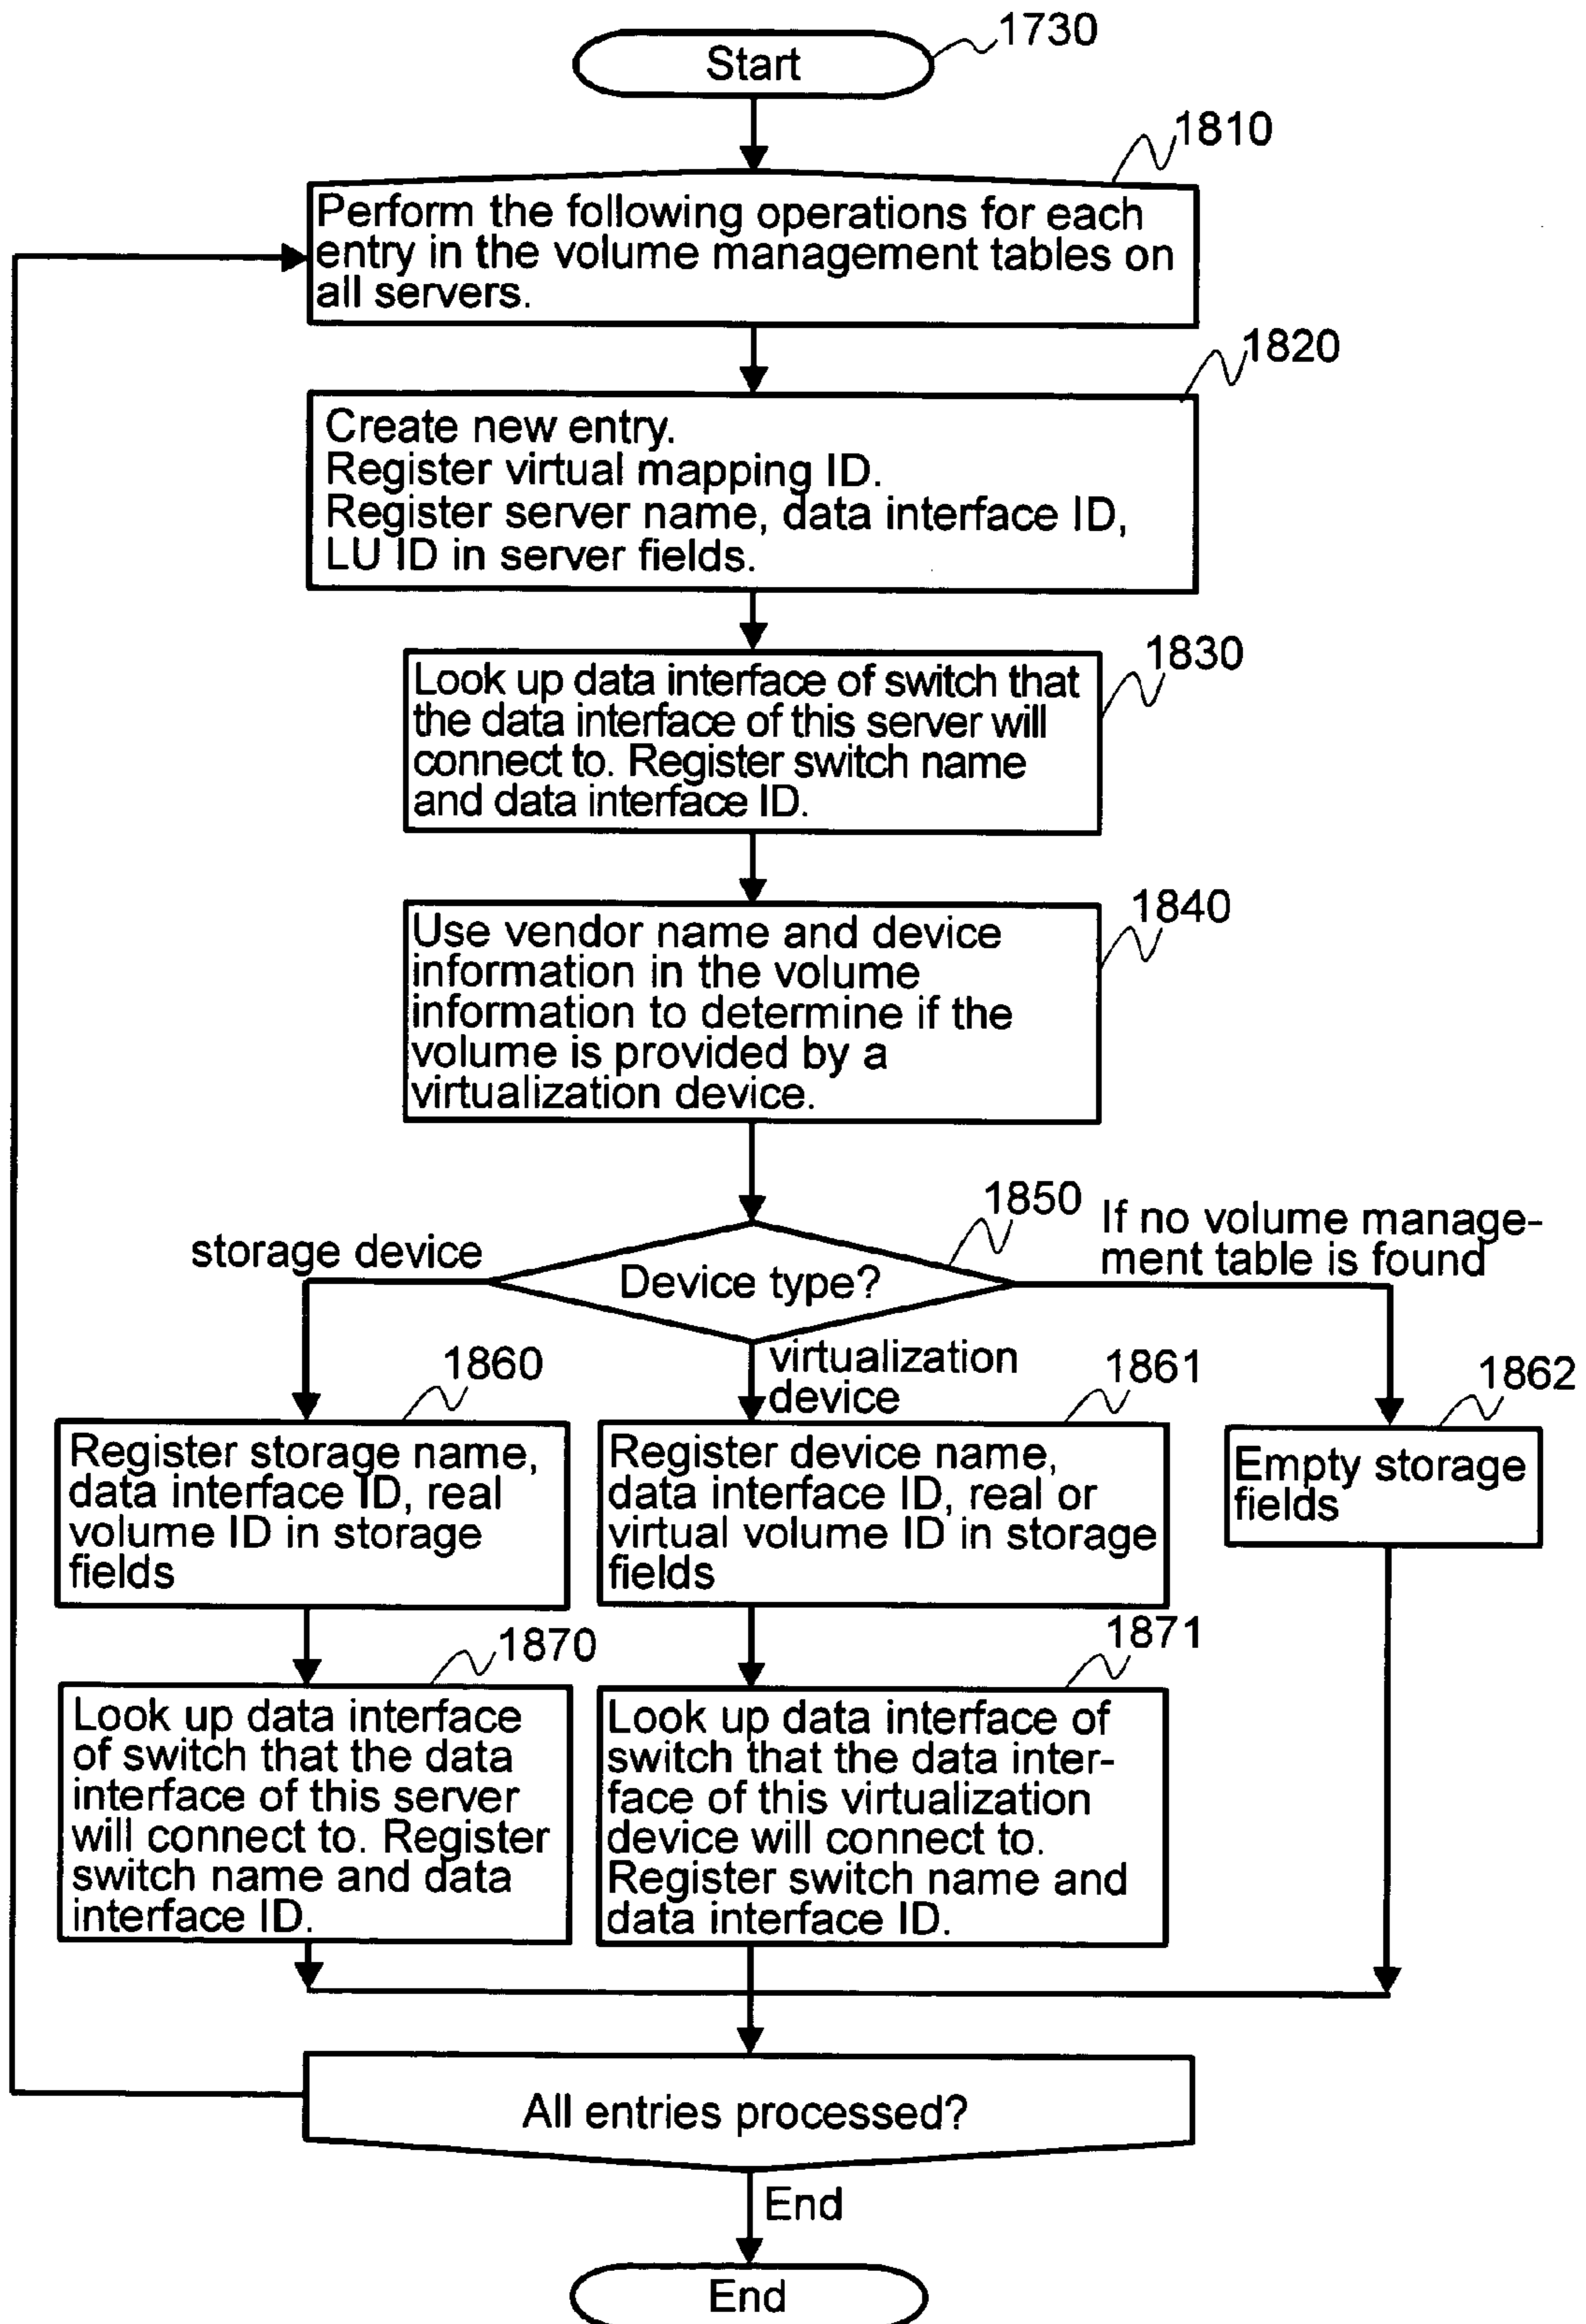 Start
1730
1810
Perform the following operations for each
entry in the volume management tables on
all servers.
1820
Create new entry.
Register virtual mapping ID.
Register server name, data interface ID,
LU ID in server fields.
1830
Look up data interface of switch that
the data interface of this server will
connect to. Register switch name
and data interface ID.
1840
Use vendor name and device
information in the volume
information to determine if the
volume is provided by a
virtualization device.
1850
Device type?
storage device
If no volume manage-
ment table is found
virtualization
device
1860
Register storage name,
data interface ID, real
volume ID in storage
fields
1861
Register device name,
data interface ID, real or
virtual volume ID in storage
fields
1862
Empty storage
fields
1870
Look up data interface
of switch that the data
interface of this server
will connect to. Register
switch name and data
interface ID.
1871
Look up data interface of
switch that the data inter-
face of this virtualization
device will connect to.
Register switch name and
data interface ID.
All entries processed?
End
End